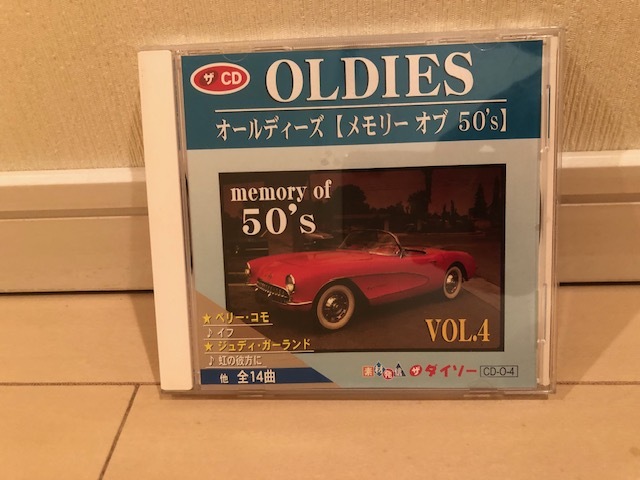 ザ CD
OLDIES
オールディーズ【メモリー オブ 50's】
memory of
50's
VOL.4
★ペリー・コモ
♪イフ
★ジュディ・ガーランド
♪虹の彼方に
他 全14曲
ザ ダイソー CD-O-4